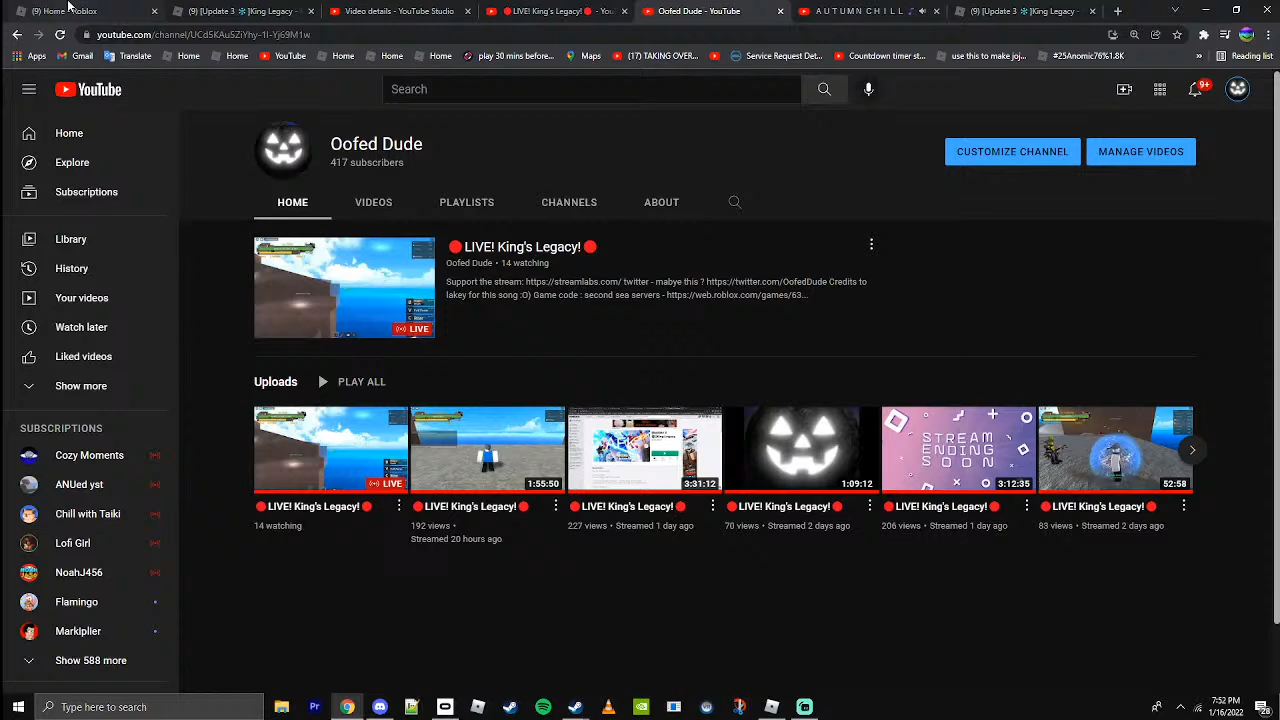 (9) Home - Roblox
(9) [Update 3 ❄️]King Legacy -
Video details - YouTube Studio
🔴LIVE! King's Legacy!🔴 - You
Oofed Dude - YouTube
A U T U M N C H I L L
(9) [Update 3 ❄️]King Legacy -
youtube.com/channel/UCd5KAu5ZiYhy-1I-Yj69M1w
Apps
Gmail
Translate
Home
Home
YouTube
Home
Home
play 30 minutes before...
Maps
(17) TAKING OVER...
Service Request Det...
Countdown timer st...
use this to make joj...
#25Anomic%1.8K
Reading list
YouTube
Search
9+
Home
Explore
Subscriptions
Library
History
Your videos
Watch later
Liked videos
Show more
SUBSCRIPTIONS
Cozy Moments
Avoid yst
Chill with Taiki
Lofi Girl
NoahJ456
Flamingo
Markiplier
Show 588 more
Oofed Dude
417 subscribers
CUSTOMIZE CHANNEL
MANAGE VIDEOS
HOME
VIDEOS
PLAYLISTS
CHANNELS
ABOUT
🔴LIVE! King's Legacy!🔴
Oofed Dude • 14 watching
Support the stream: https://streamlabs.com/ twitter - mabye this ? https://twitter.com/OofedDude Credits to
lakey for this song :O) Game code : second sea servers - https://web.roblox.com/games/63...
LIVE
Uploads
PLAY ALL
LIVE
🔴LIVE! King's Legacy!🔴
14 watching
1:55:50
🔴LIVE! King's Legacy!🔴
192 views •
Streamed 20 hours ago
3:31:12
🔴LIVE! King's Legacy!🔴
227 views • Streamed 1 day ago
1:09:12
🔴LIVE! King's Legacy!🔴
70 views • Streamed 2 days ago
STREAM
ENDING
SOON
3:12:35
🔴LIVE! King's Legacy!🔴
206 views • Streamed 1 day ago
52:58
🔴LIVE! King's Legacy!🔴
83 views • Streamed 2 days ago
Type here to search
7:52 PM
1/16/2022